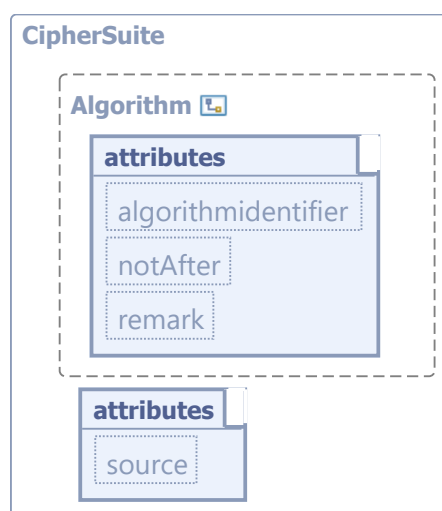 CipherSuite
Algorithm
attributes
algorithmidentifier
notAfter
remark
attributes
source